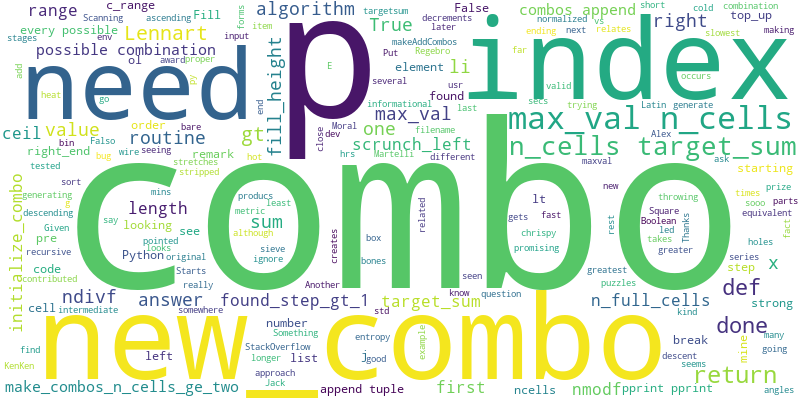 range
Scanning
ascending
c_range
Fill
forms
input
item
algorithm
True
targetsum
decrements
makeAddCombos
Put
later
False
combos append
normalized
ending
vs
short
relates
next
cold
combination
right
top_up
making
stages
every possible
env
Lennart
possible combination
ol
award
proper
E
fill_height
need
p
index
element
Regebro
several
li
far
trying
valid
occurs
slowest
add
heat
go
Py
end
usr
found
informational
last
secs
Latin
generate
max_val
max_val n_cells
ceil
value
bin
order
Falso
wire
bare
seeing
gt
close
dev
Moral
one
filename
Alex
n_cells target_sum
right_end
tested
bug
routine
remark
stretches
stripped
hot
hrs
Martelli
scrunch_left
different
maxval
ask
starting
sort
mins
generating
g
descending
Given
recursive
pre
code
contributed
initialize_combo
combo
length
looking
say
see
pointed
looks
Python
original
Starts
really
produces
metric
least
sum
although
sieve
ignore
creates
box
bones
related
lt
gets
fast
chrispy
promising
new
rest
Square
Boolean
led
takes
greater
Thanks
throwing
times
prize
sooo
parts
equivalent
fact
holes
series
step
x
strong
cell
intermediate
ndivf
answer
somewhere
found_step_gt_1
Another
target_sum
std
know
seen
question
greatest
puzzles
n_full_cells
kind
seems
def
done
many
going
find
KenKen
new_combo
left
number
Something
StackOverflow
longer
list
approach
Jack
entropy
j
good
example
break
descent
mine
return
angles
make_combos_n_cells_ge_two
append tuple
first
ncells
nmodf
pprint pprint